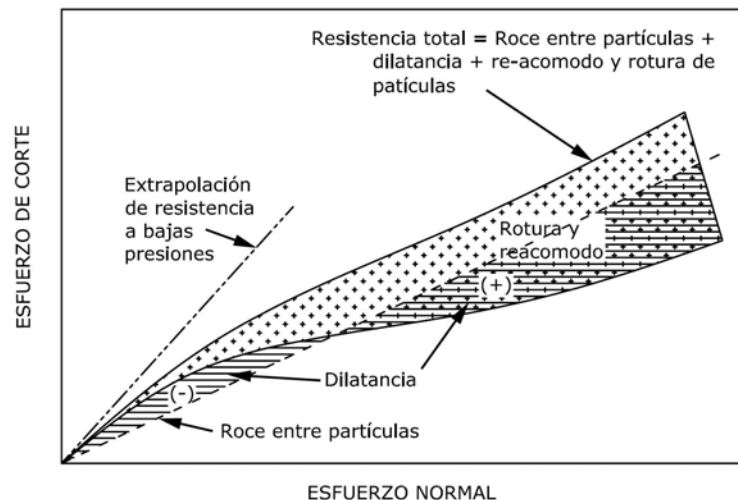 Resistencia total = Roce entre partículas +
dilatancia + re-acomodo y rotura de
patículas
ESFUERZO DE CORTE
Extrapolación
de resistencia
a bajas
presiones
Rotura y
reacomodo
(+)
Dilatancia
(-)
Roce entre partículas
ESFUERZO NORMAL